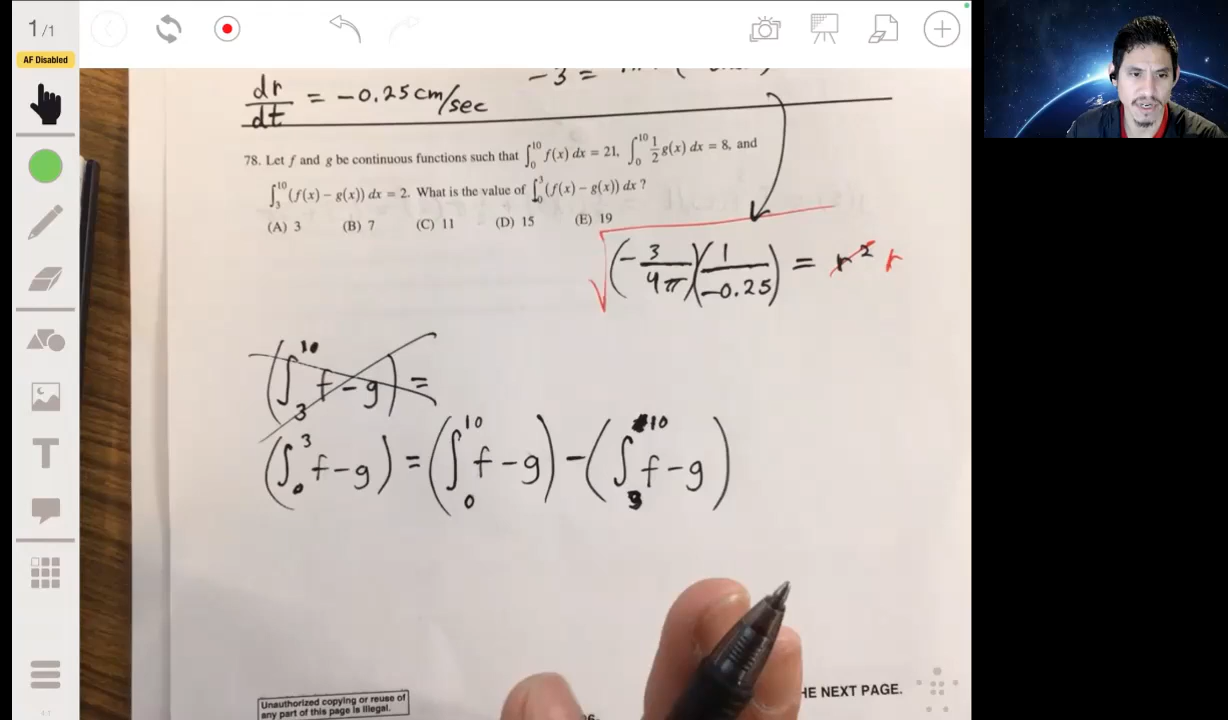 1/1
AF Disabled
dr/dt = -0.25 cm/sec
-3 =
78. Let f and g be continuous functions such that ∫₀¹⁰ f(x) dx = 21, ∫₀¹⁰ ½g(x) dx = 8, and
∫₃¹⁰ (f(x) – g(x)) dx = 2. What is the value of ∫₀³ (f(x) – g(x)) dx ?
(A) 3 (B) 7 (C) 11 (D) 15 (E) 19
√(-3/4π)(1/-0.25) = r² r
(∫₃¹⁰ f-g) =
(∫₀³ f-g) = (∫₀¹⁰ f-g) - (∫₃¹⁰ f-g)
T
Unauthorized copying or reuse of
any part of this page is illegal.
HE NEXT PAGE.